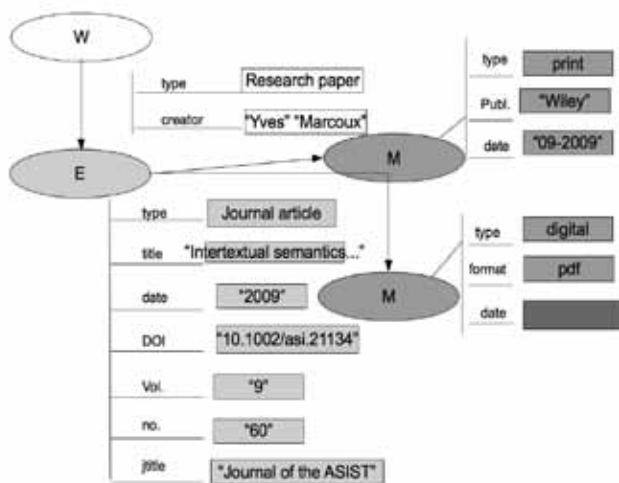 W
type Research paper
creator "Yves" "Marcoux"
type print
Publ. "Wiley"
date "09-2009"
E
M
type Journal article
title "Intertextual semantics..."
date "2009"
DOI "10.1002/asi.21134"
Vol. "9"
no. "60"
jtitle "Journal of the ASIST"
M
type digital
format pdf
date